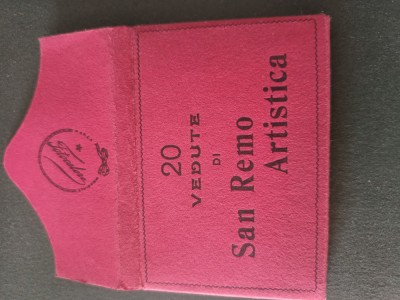 20
VEDUTE
DI
San Remo
Artistica